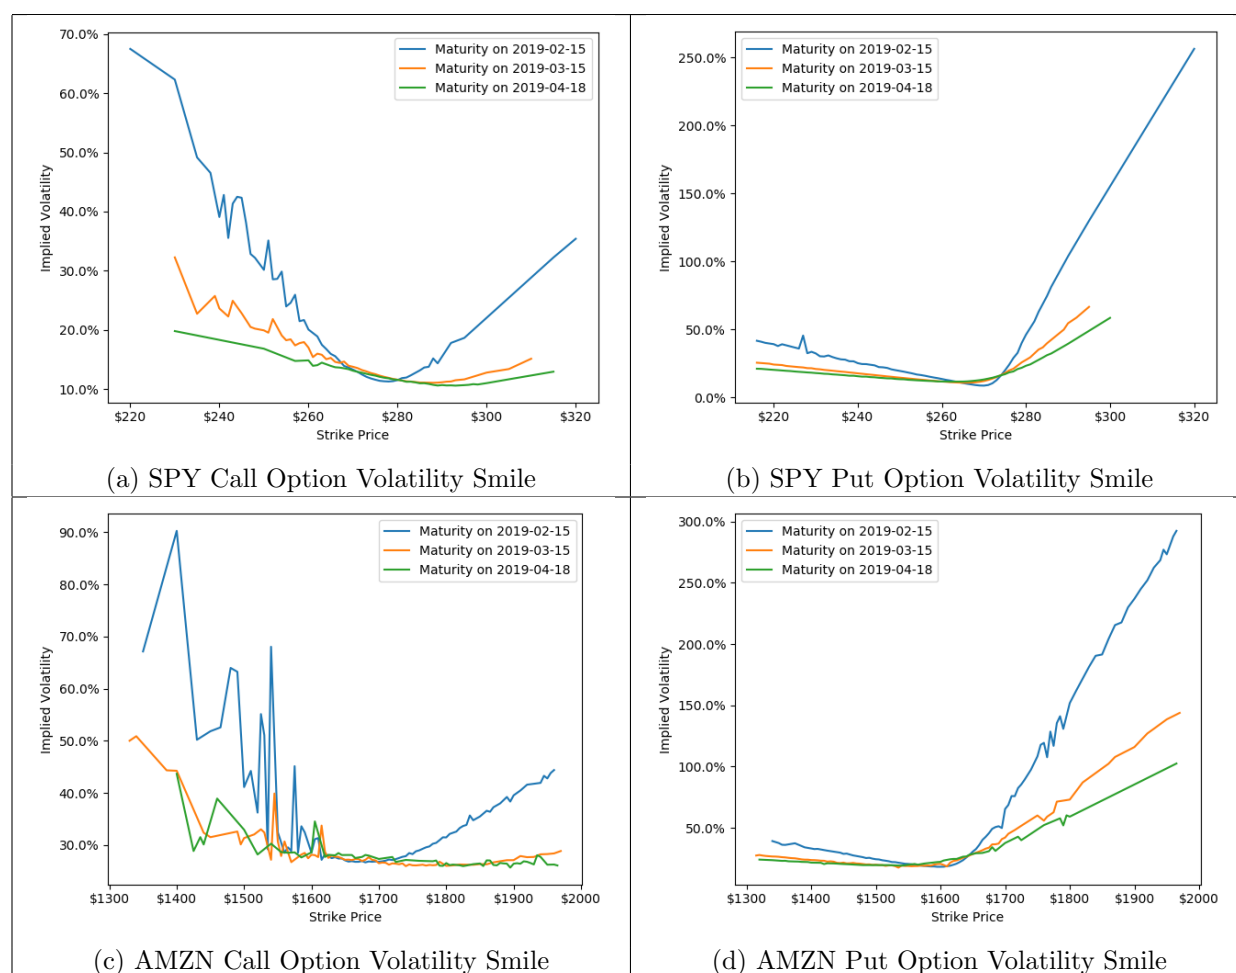 70.0%
60.0%
50.0%
40.0%
30.0%
20.0%
10.0%
Implied Volatility
Maturity on 2019-02-15
Maturity on 2019-03-15
Maturity on 2019-04-18
$220 $240 $260 $280 $300 $320
Strike Price
(a) SPY Call Option Volatility Smile
250.0%
200.0%
150.0%
100.0%
50.0%
0.0%
Implied Volatility
Maturity on 2019-02-15
Maturity on 2019-03-15
Maturity on 2019-04-18
$220 $240 $260 $280 $300 $320
Strike Price
(b) SPY Put Option Volatility Smile
90.0%
80.0%
70.0%
60.0%
50.0%
40.0%
30.0%
Implied Volatility
Maturity on 2019-02-15
Maturity on 2019-03-15
Maturity on 2019-04-18
$1300 $1400 $1500 $1600 $1700 $1800 $1900 $2000
Strike Price
(c) AMZN Call Option Volatility Smile
300.0%
250.0%
200.0%
150.0%
100.0%
50.0%
Implied Volatility
Maturity on 2019-02-15
Maturity on 2019-03-15
Maturity on 2019-04-18
$1300 $1400 $1500 $1600 $1700 $1800 $1900 $2000
Strike Price
(d) AMZN Put Option Volatility Smile